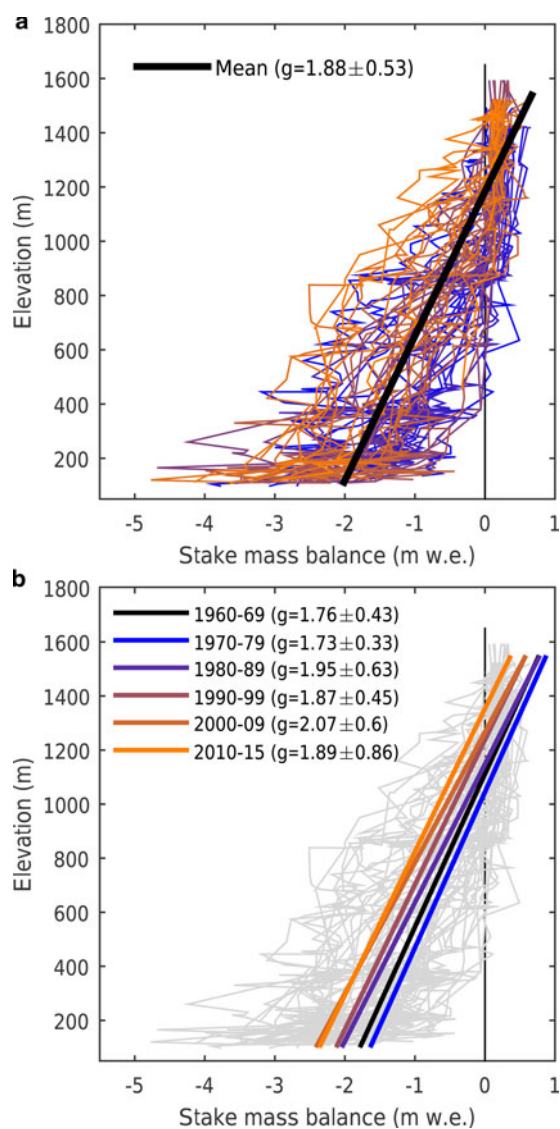 a
1800
1600
1400
1200
1000
800
600
400
200
Elevation (m)
Mean (g=1.88±0.53)
-5 -4 -3 -2 -1 0 1
Stake mass balance (m w.e.)
b
1800
1600
1400
1200
1000
800
600
400
200
Elevation (m)
1960-69 (g=1.76±0.43)
1970-79 (g=1.73±0.33)
1980-89 (g=1.95±0.63)
1990-99 (g=1.87±0.45)
2000-09 (g=2.07±0.6)
2010-15 (g=1.89±0.86)
-5 -4 -3 -2 -1 0 1
Stake mass balance (m w.e.)